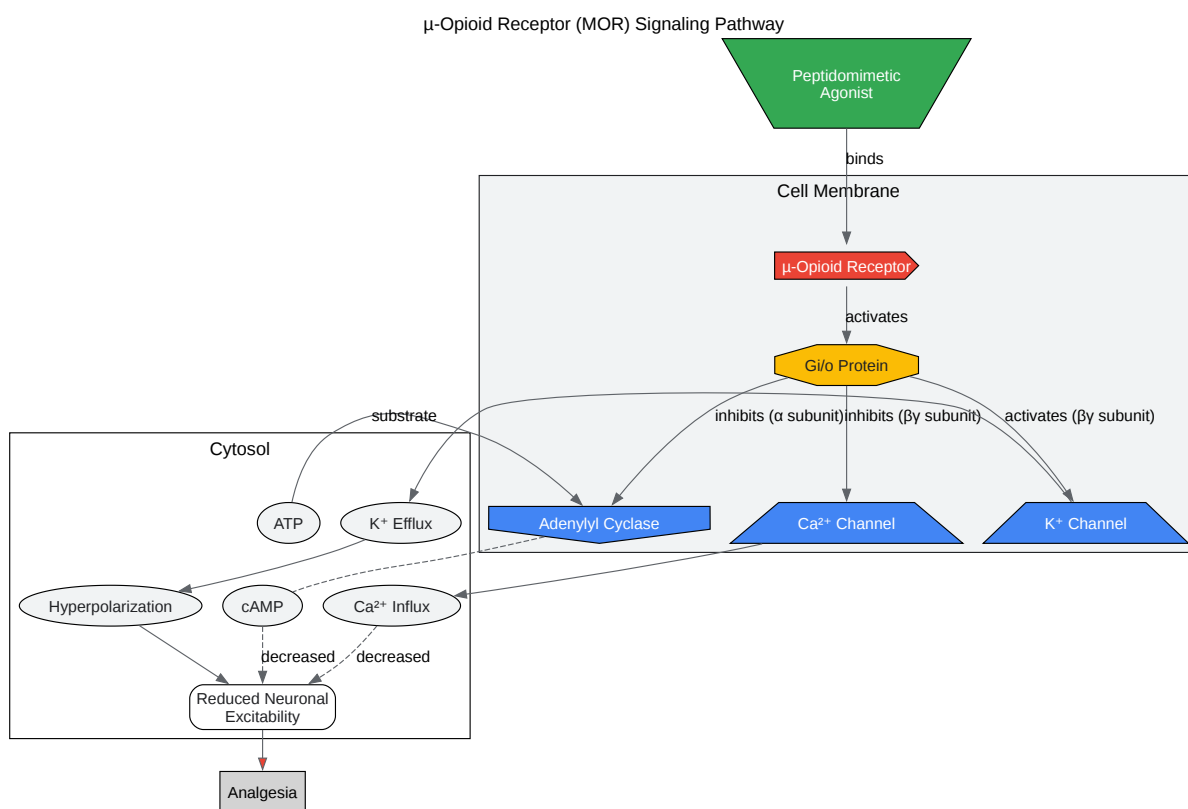 µ-Opioid Receptor (MOR) Signaling Pathway
Peptidomimetic
Agonist
binds
Cell Membrane
µ-Opioid Receptor
activates
Gi/o Protein
substrate
inhibits (α subunit)
inhibits (βγ subunit)
activates (βγ subunit)
Cytosol
ATP
K⁺ Efflux
Adenylyl Cyclase
Ca²⁺ Channel
K⁺ Channel
Hyperpolarization
cAMP
Ca²⁺ Influx
decreased
decreased
Reduced Neuronal
Excitability
Analgesia